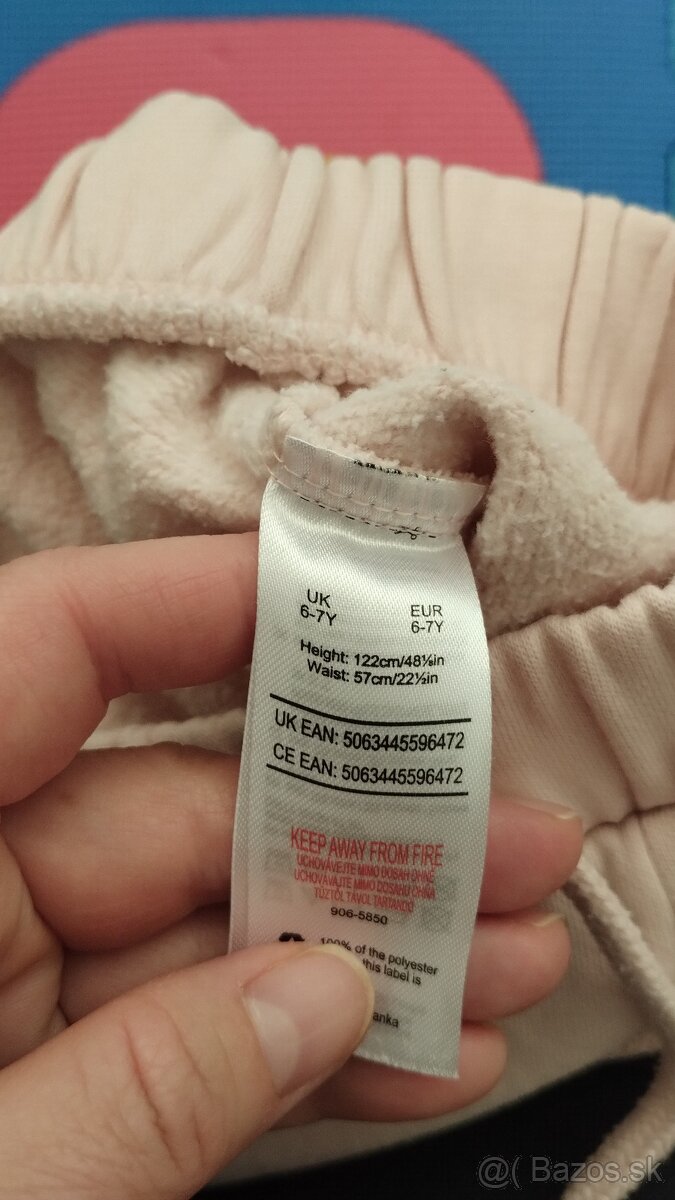 UK
6-7Y
EUR
6-7Y
Height: 122cm/48⅛in
Waist: 57cm/22½in
UK EAN: 5063445596472
CE EAN: 5063445596472
KEEP AWAY FROM FIRE
UCHOVÁVEJTE MIMO DOSAH OHNĚ
UCHOVÁVAJTE MIMO DOSAHU OHŇA
TŰZTŐL TÁVOL TARTANDÓ
906-5850
100% of the polyester
this label is
anka
@( Bazos.sk